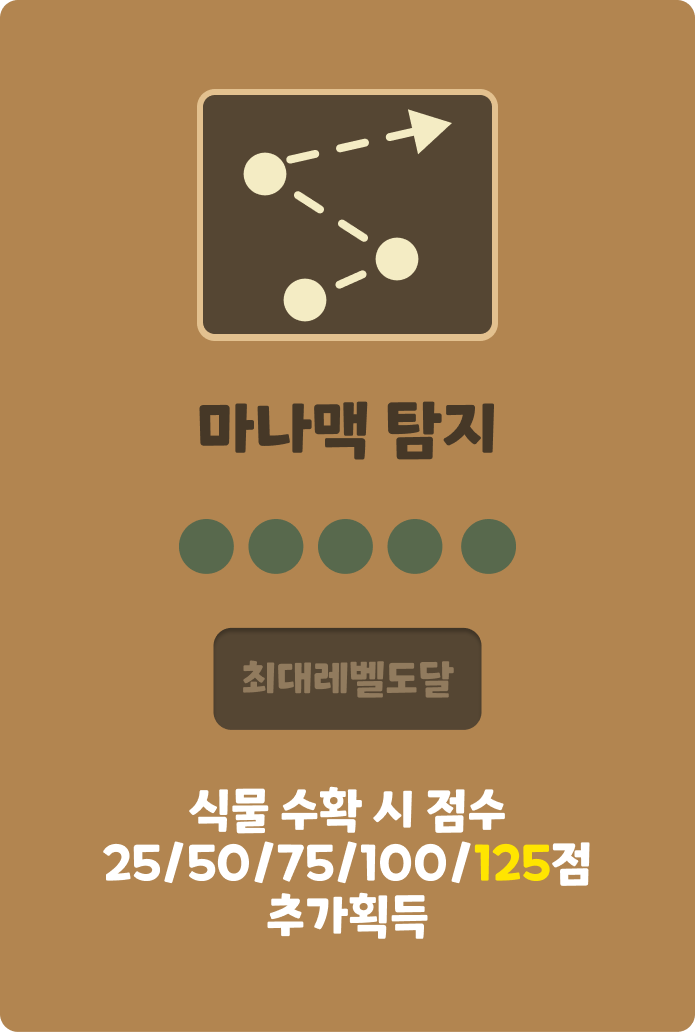 마나맥 탐지
최대레벨도달
식물 수확 시 점수
25/50/75/100/125점
추가획득